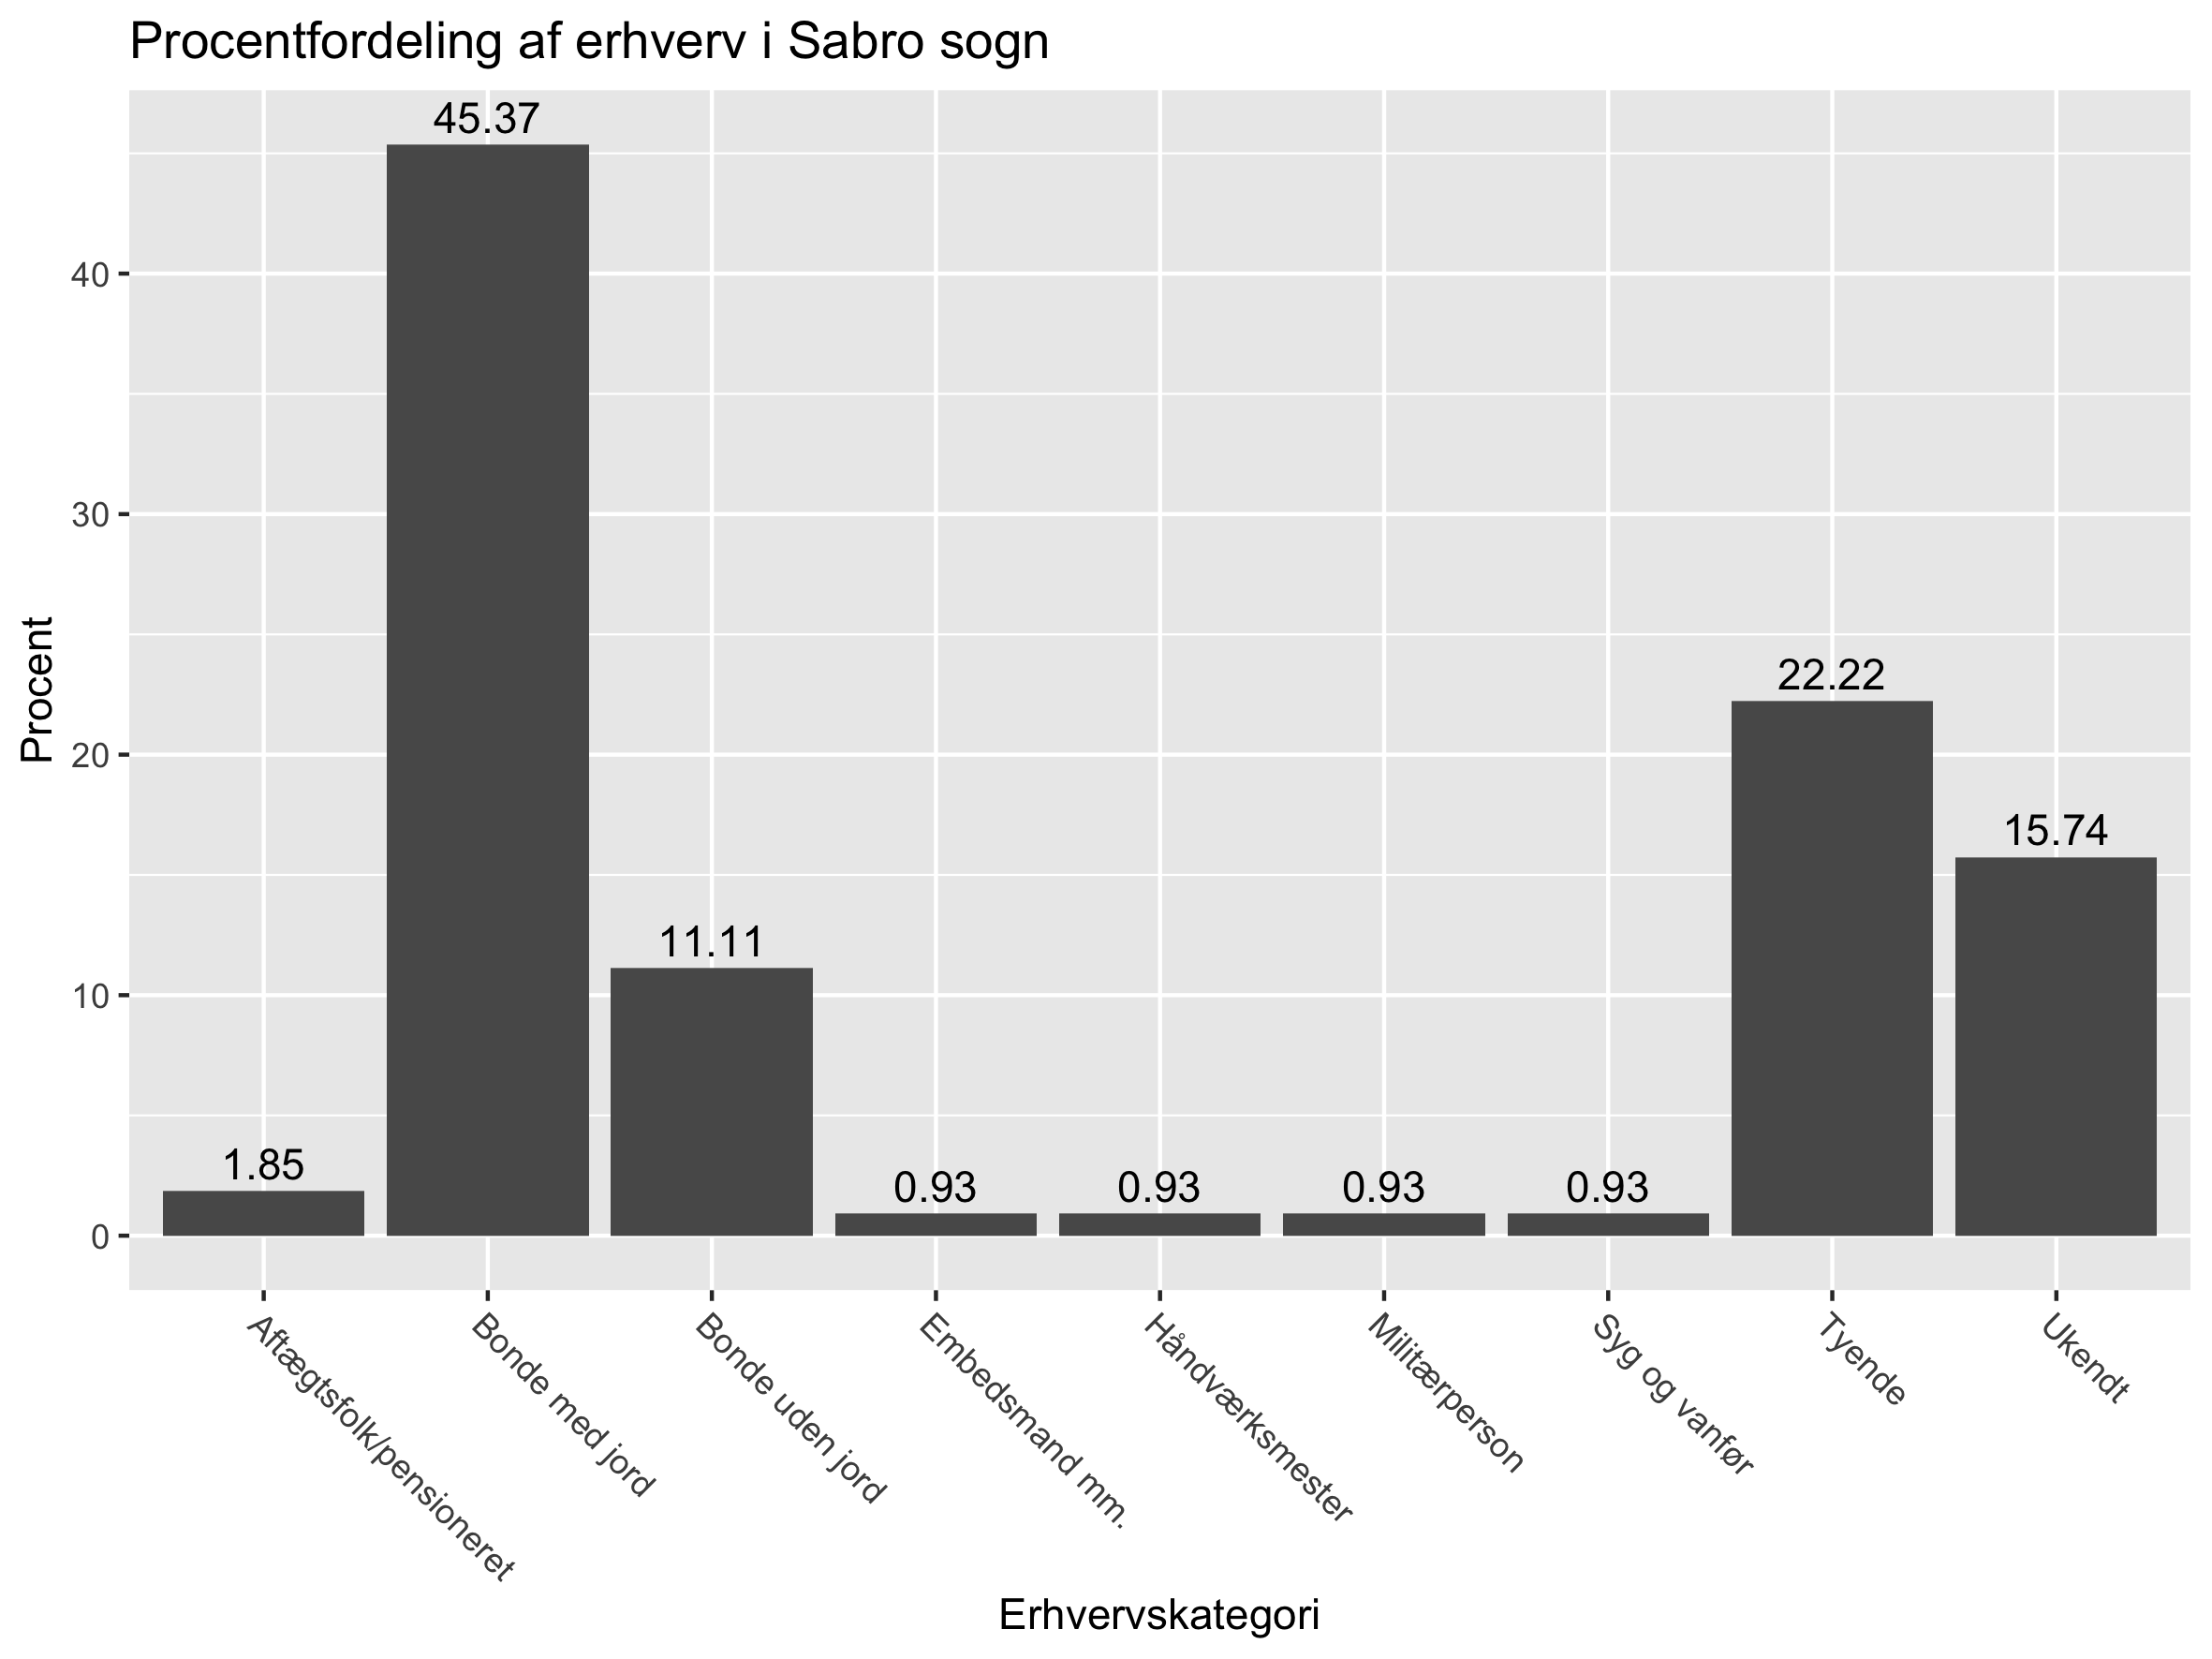 Procentfordeling af erhverv i Sabro sogn
Procent
40
30
20
10
0
1.85
45.37
11.11
0.93
0.93
0.93
0.93
22.22
15.74
Aftægtsfolk/pensioneret
Bonde med jord
Bonde uden jord
Embedsmand mm.
Håndværksmester
Militærperson
Syg og vanfør
Tyende
Ukendt
Erhvervskategori